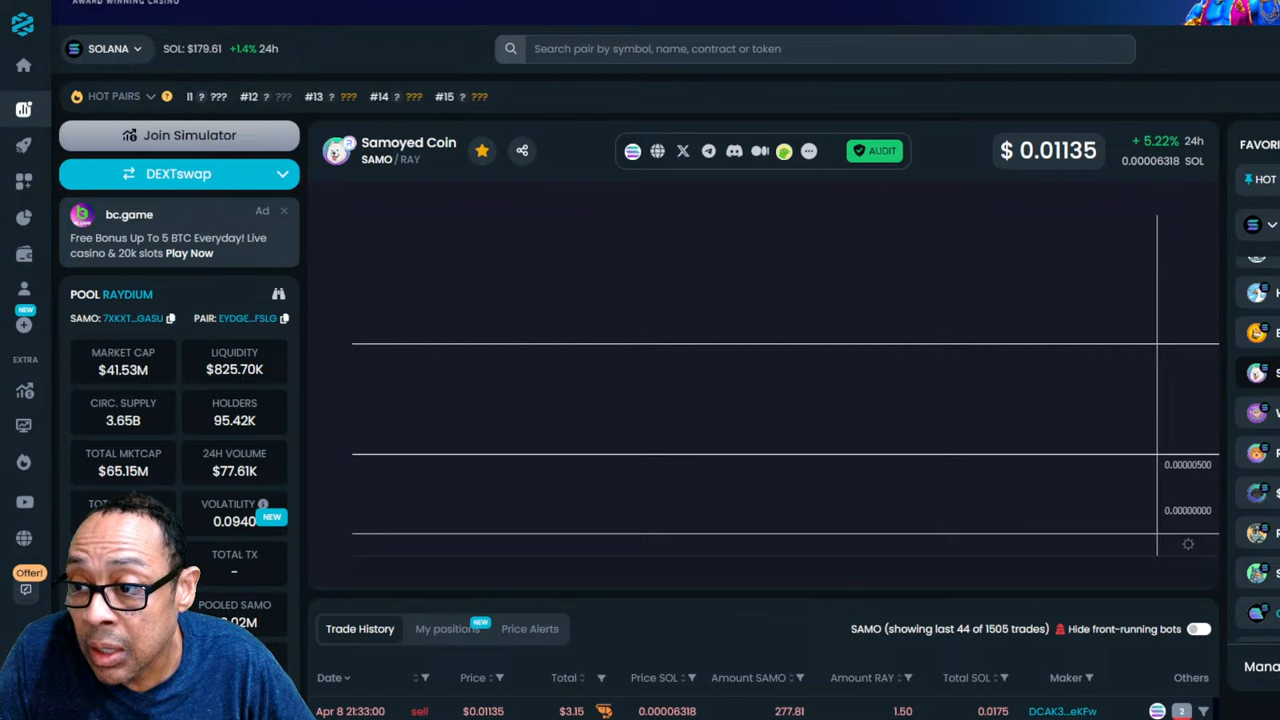 AWARD WINNING CASINO
SOLANA SOL: $179.61 +1.4% 24h
Search pair by symbol, name, contract or token
HOT PAIRS ? 11 ? ??? #12 ? ??? #13 ? ??? #14 ? ??? #15 ? ???
Join Simulator
DEXTswap
bc.game Ad
Free Bonus Up To 5 BTC Everyday! Live
casino & 20k slots Play Now
POOL RAYDIUM
SAMO: 7XKXT...GASU PAIR: EYDGE...FSLG
MARKET CAP LIQUIDITY
$41.53M $825.70K
CIRC. SUPPLY HOLDERS
3.65B 95.42K
TOTAL MKTCAP 24H VOLUME
$65.15M $77.61K
VOLATILITY
0.0940 NEW
TOTAL TX
-
POOLED SAMO
NEW
EXTRA
Offer!
Samoyed Coin
SAMO / RAY
AUDIT
$ 0.01135
+ 5.22% 24h
0.00006318 SOL
0.00000500
0.00000000
FAVORI
HOT
Mana
Trade History My positions NEW Price Alerts
SAMO (showing last 44 of 1505 trades) Hide front-running bots
Date Price Total Price SOL Amount SAMO Amount RAY Total SOL Maker Others
Apr 8 21:33:00 sell $0.01135 $3.15 0.00006318 277.81 1.50 0.0175 DCAK3...eKFw 2